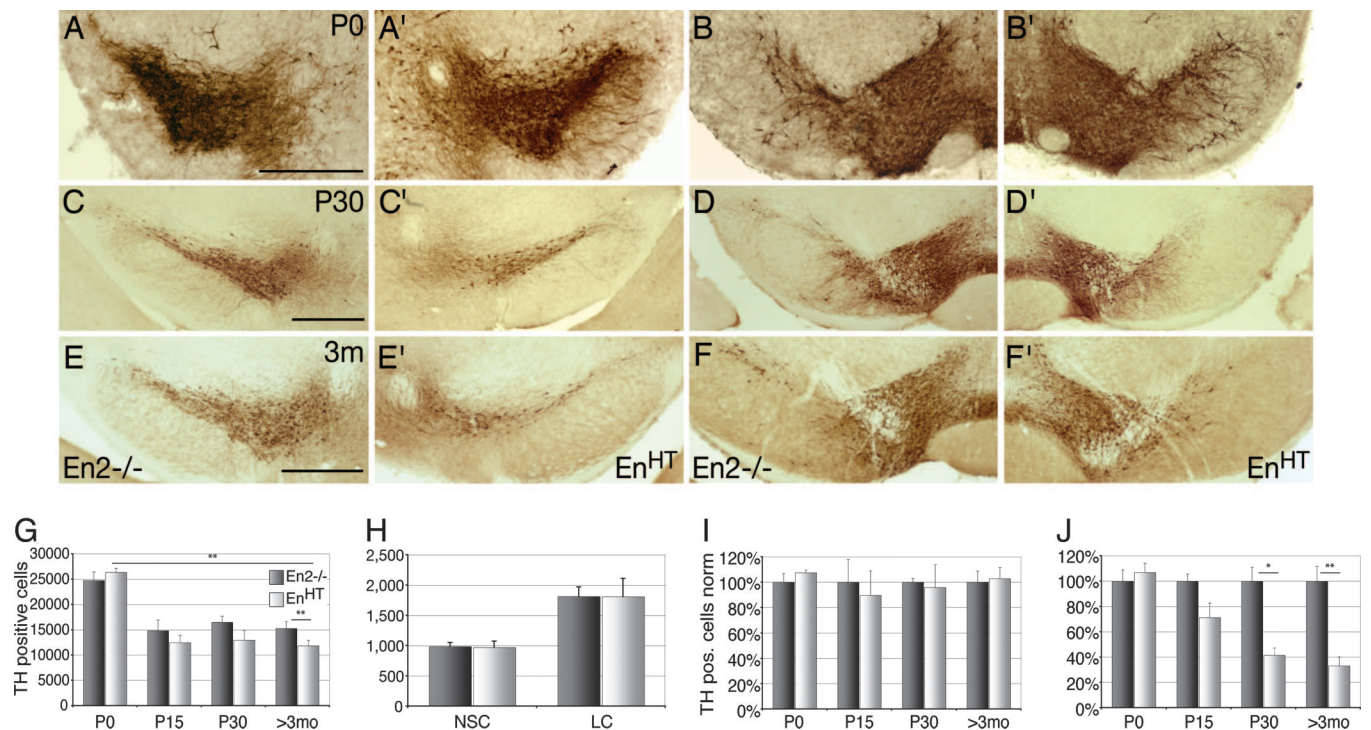 A P0 A' B B'
C P30 C' D D'
E 3m E' F F'
En2-/- En^HT En2-/- En^HT
G H I J
30000
25000
20000
15000
10000
5000
0
TH positive cells
**
En2-/-
En^HT
**
P0 P15 P30 >3mo
2,500
2,000
1,500
1,000
500
0
NSC LC
120%
100%
80%
60%
40%
20%
0%
TH pos. cells norm
P0 P15 P30 >3mo
120%
100%
80%
60%
40%
20%
0%
* **
P0 P15 P30 >3mo